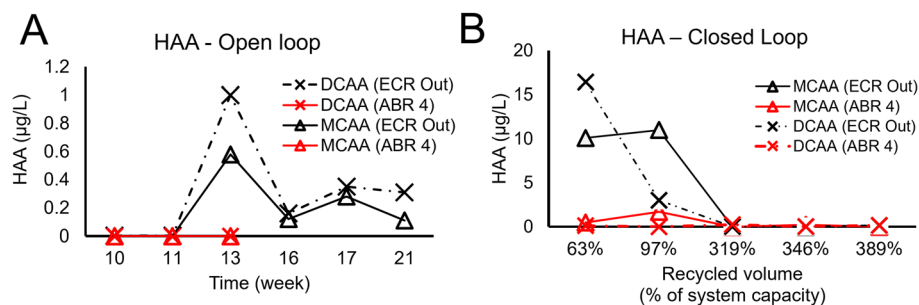 A
HAA - Open loop
HAA (µg/L)
1.2
1
0.8
0.6
0.4
0.2
0
10 11 13 16 17 21
Time (week)
DCAA (ECR Out)
DCAA (ABR 4)
MCAA (ECR Out)
MCAA (ABR 4)
B
HAA – Closed Loop
HAA (µg/L)
20
15
10
5
0
63% 97% 319% 346% 389%
Recycled volume
(% of system capacity)
MCAA (ECR Out)
MCAA (ABR 4)
DCAA (ECR Out)
DCAA (ABR 4)